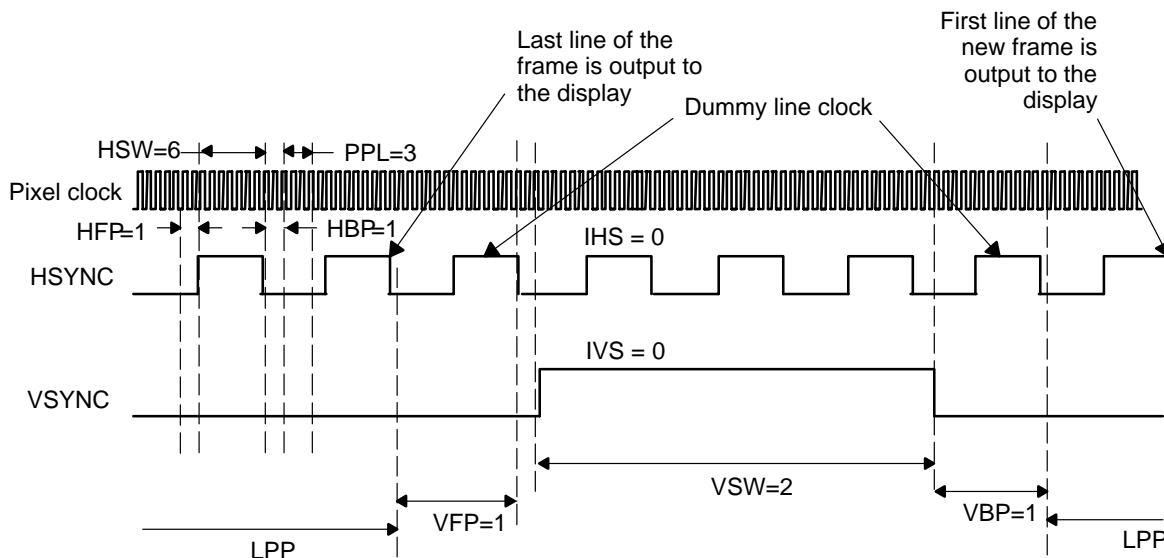 Last line of the
frame is output to
the display
First line of the
new frame is
output to the
display
Dummy line clock
HSW=6
PPL=3
Pixel clock
HFP=1
HBP=1
IHS = 0
HSYNC
IVS = 0
VSYNC
VSW=2
VFP=1
VBP=1
LPP
LPP